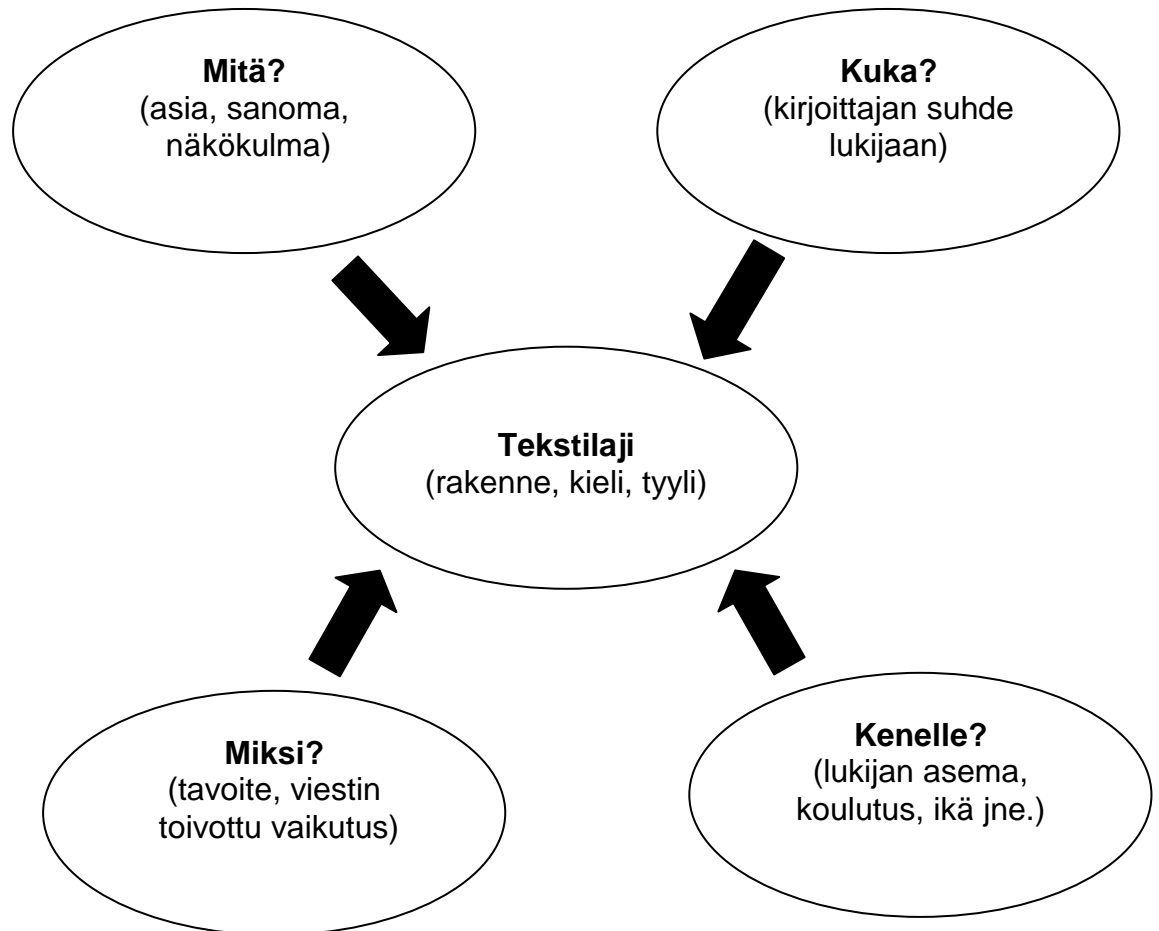 Mitä?
(asia, sanoma,
näkökulma)
Kuka?
(kirjoittajan suhde
lukijaan)
Tekstilaji
(rakenne, kieli, tyyli)
Miksi?
(tavoite, viestin
toivottu vaikutus)
Kenelle?
(lukijan asema,
koulutus, ikä jne.)